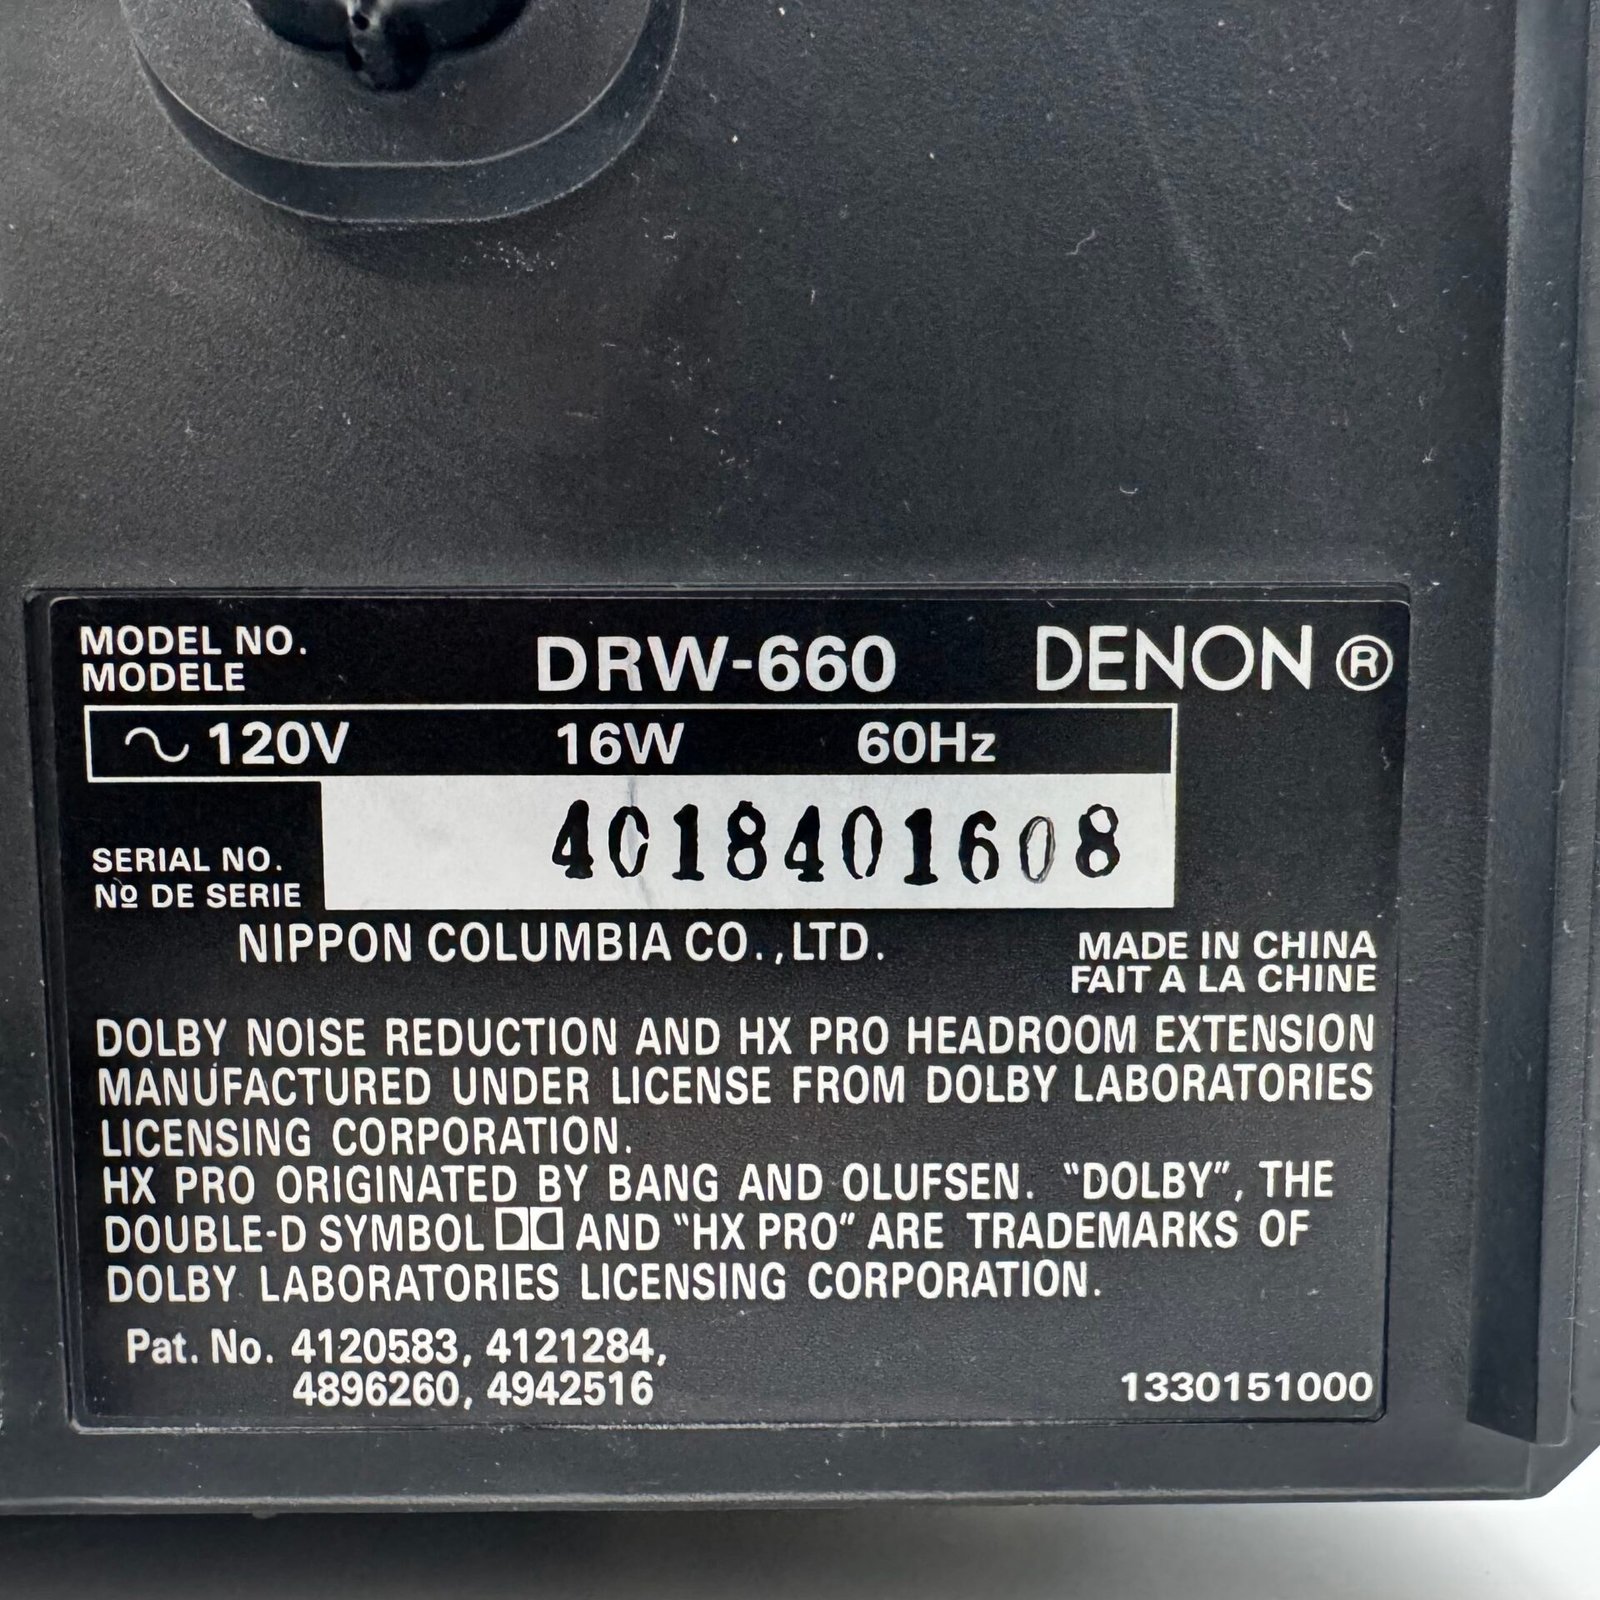 MODEL NO.
MODELE
DRW-660
DENON ®
~ 120V 16W 60Hz
SERIAL NO.
Nº DE SERIE
4018401608
NIPPON COLUMBIA CO.,LTD.
MADE IN CHINA
FAIT A LA CHINE
DOLBY NOISE REDUCTION AND HX PRO HEADROOM EXTENSION
MANUFACTURED UNDER LICENSE FROM DOLBY LABORATORIES
LICENSING CORPORATION.
HX PRO ORIGINATED BY BANG AND OLUFSEN. "DOLBY", THE
DOUBLE-D SYMBOL AND "HX PRO" ARE TRADEMARKS OF
DOLBY LABORATORIES LICENSING CORPORATION.
Pat. No. 4120583, 4121284,
4896260, 4942516
1330151000